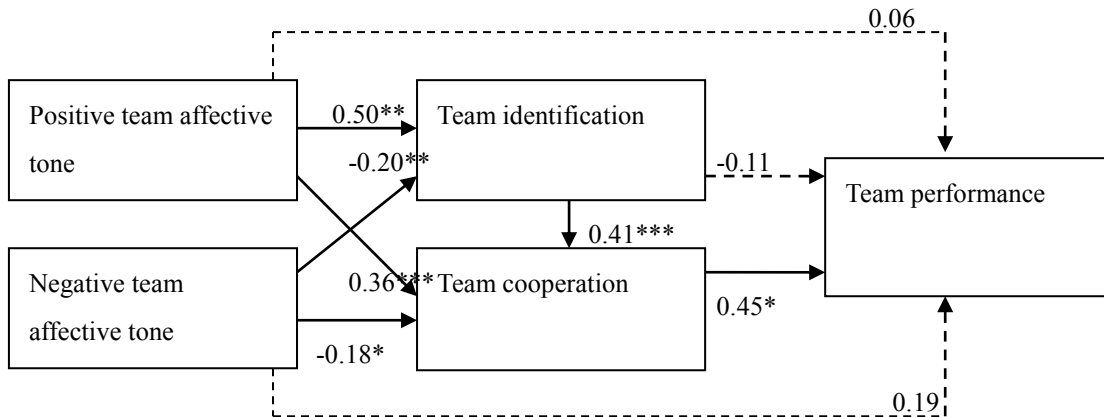 0.06
Positive team affective
tone
0.50**
Team identification
-0.20**
-0.11
Team performance
0.41***
Negative team
affective tone
0.36***
Team cooperation
0.45*
-0.18*
0.19